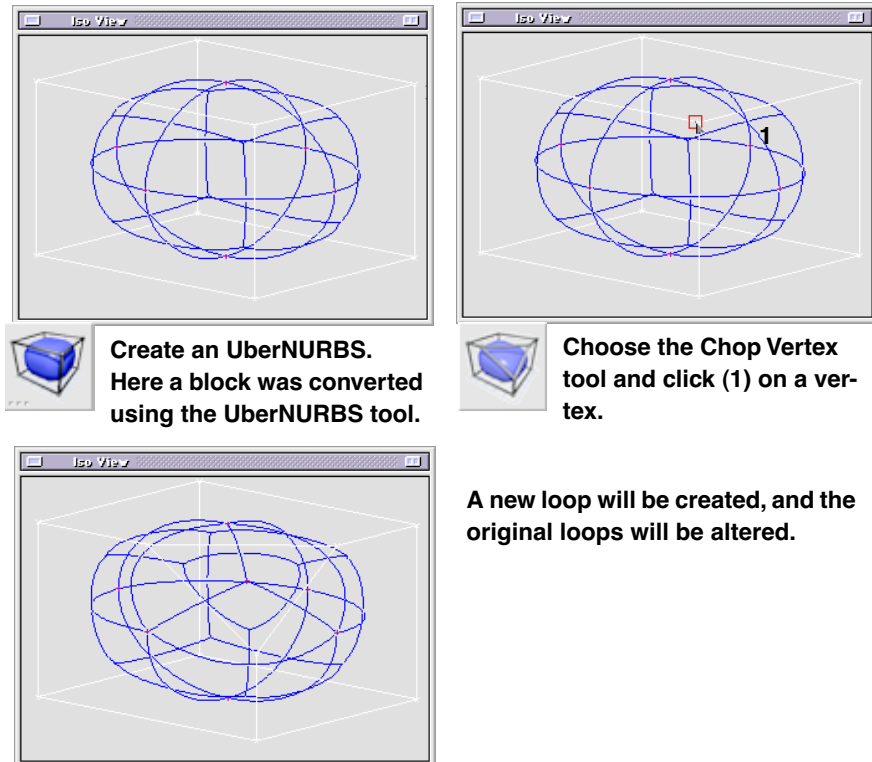 Iso View
Iso View
1
Create an UberNURBS.
Here a block was converted
using the UberNURBS tool.
Choose the Chop Vertex
tool and click (1) on a ver-
tex.
Iso View
A new loop will be created, and the
original loops will be altered.